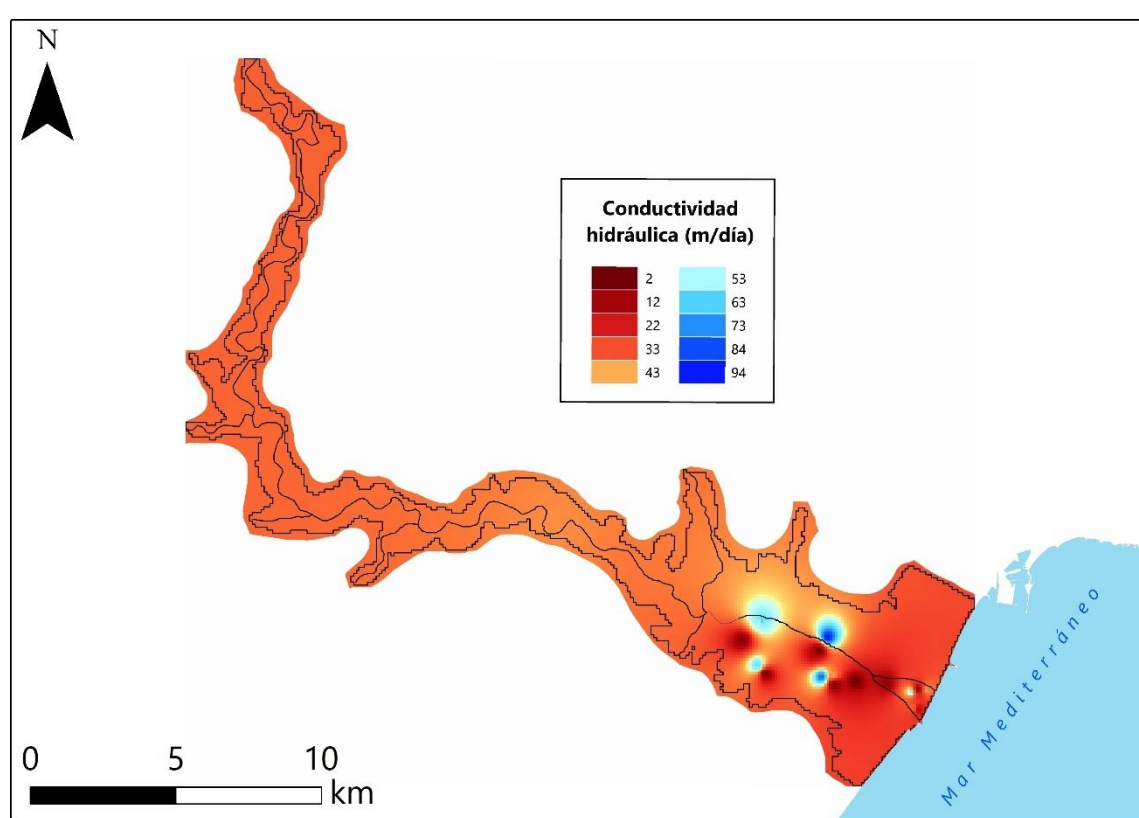 N
Conductividad
hidráulica (m/día)
2 53
12 63
22 73
33 84
43 94
0 5 10
km
Mar Mediterráneo